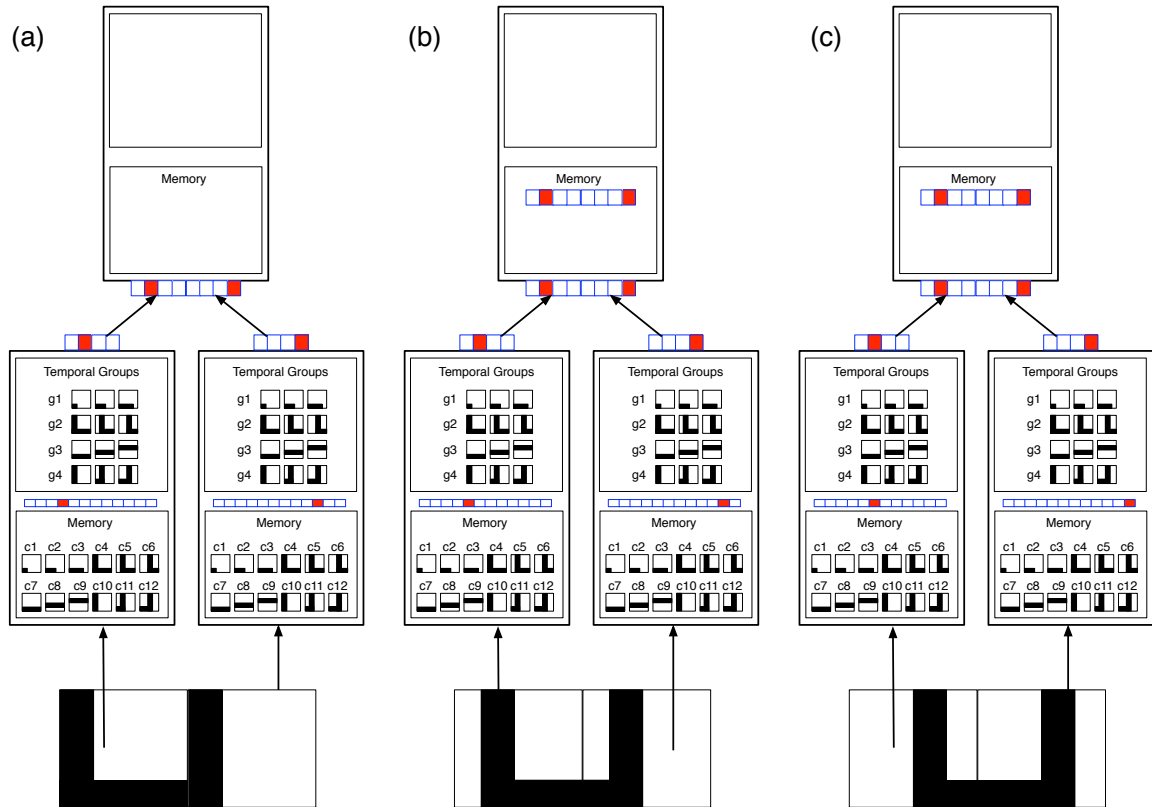 (a)
(b)
(c)
Memory
Memory
Memory
Temporal Groups
g1
g2
g3
g4
Memory
c1 c2 c3 c4 c5 c6
c7 c8 c9 c10 c11 c12
Temporal Groups
g1
g2
g3
g4
Memory
c1 c2 c3 c4 c5 c6
c7 c8 c9 c10 c11 c12
Temporal Groups
g1
g2
g3
g4
Memory
c1 c2 c3 c4 c5 c6
c7 c8 c9 c10 c11 c12
Temporal Groups
g1
g2
g3
g4
Memory
c1 c2 c3 c4 c5 c6
c7 c8 c9 c10 c11 c12
Temporal Groups
g1
g2
g3
g4
Memory
c1 c2 c3 c4 c5 c6
c7 c8 c9 c10 c11 c12
Temporal Groups
g1
g2
g3
g4
Memory
c1 c2 c3 c4 c5 c6
c7 c8 c9 c10 c11 c12